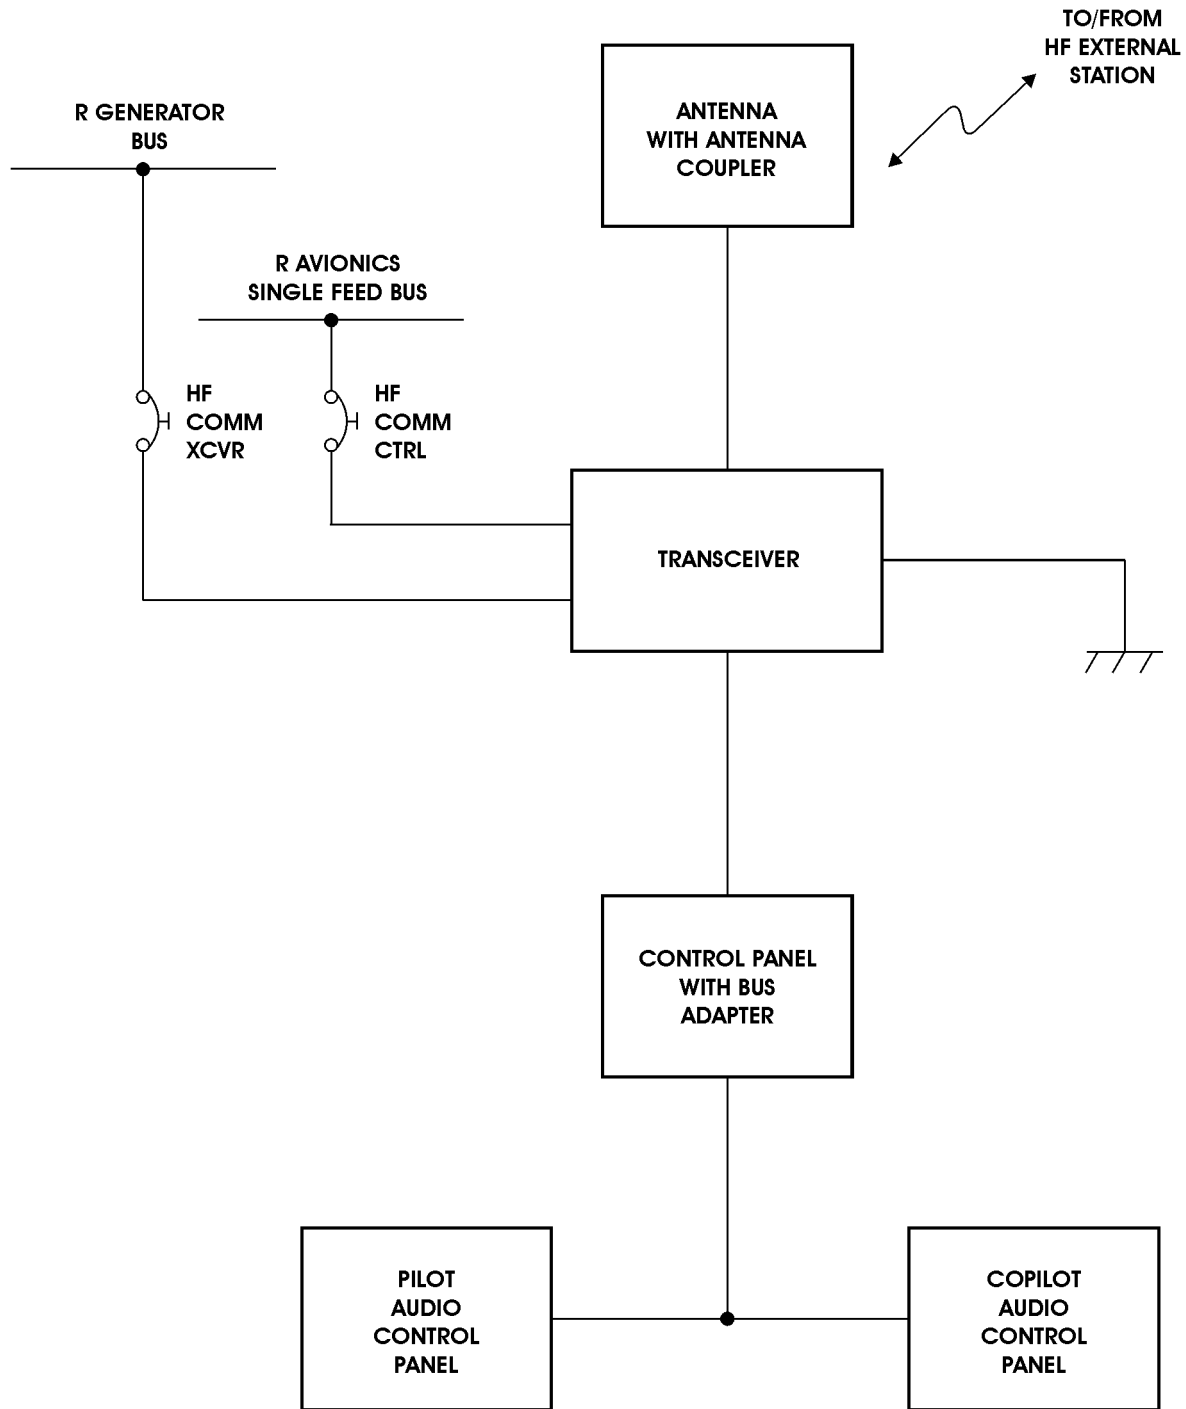 TO/FROM
HF EXTERNAL
STATION
ANTENNA
WITH ANTENNA
COUPLER
R GENERATOR
BUS
R AVIONICS
SINGLE FEED BUS
HF
COMM
XCVR
HF
COMM
CTRL
TRANSCEIVER
CONTROL PANEL
WITH BUS
ADAPTER
PILOT
AUDIO
CONTROL
PANEL
COPILOT
AUDIO
CONTROL
PANEL